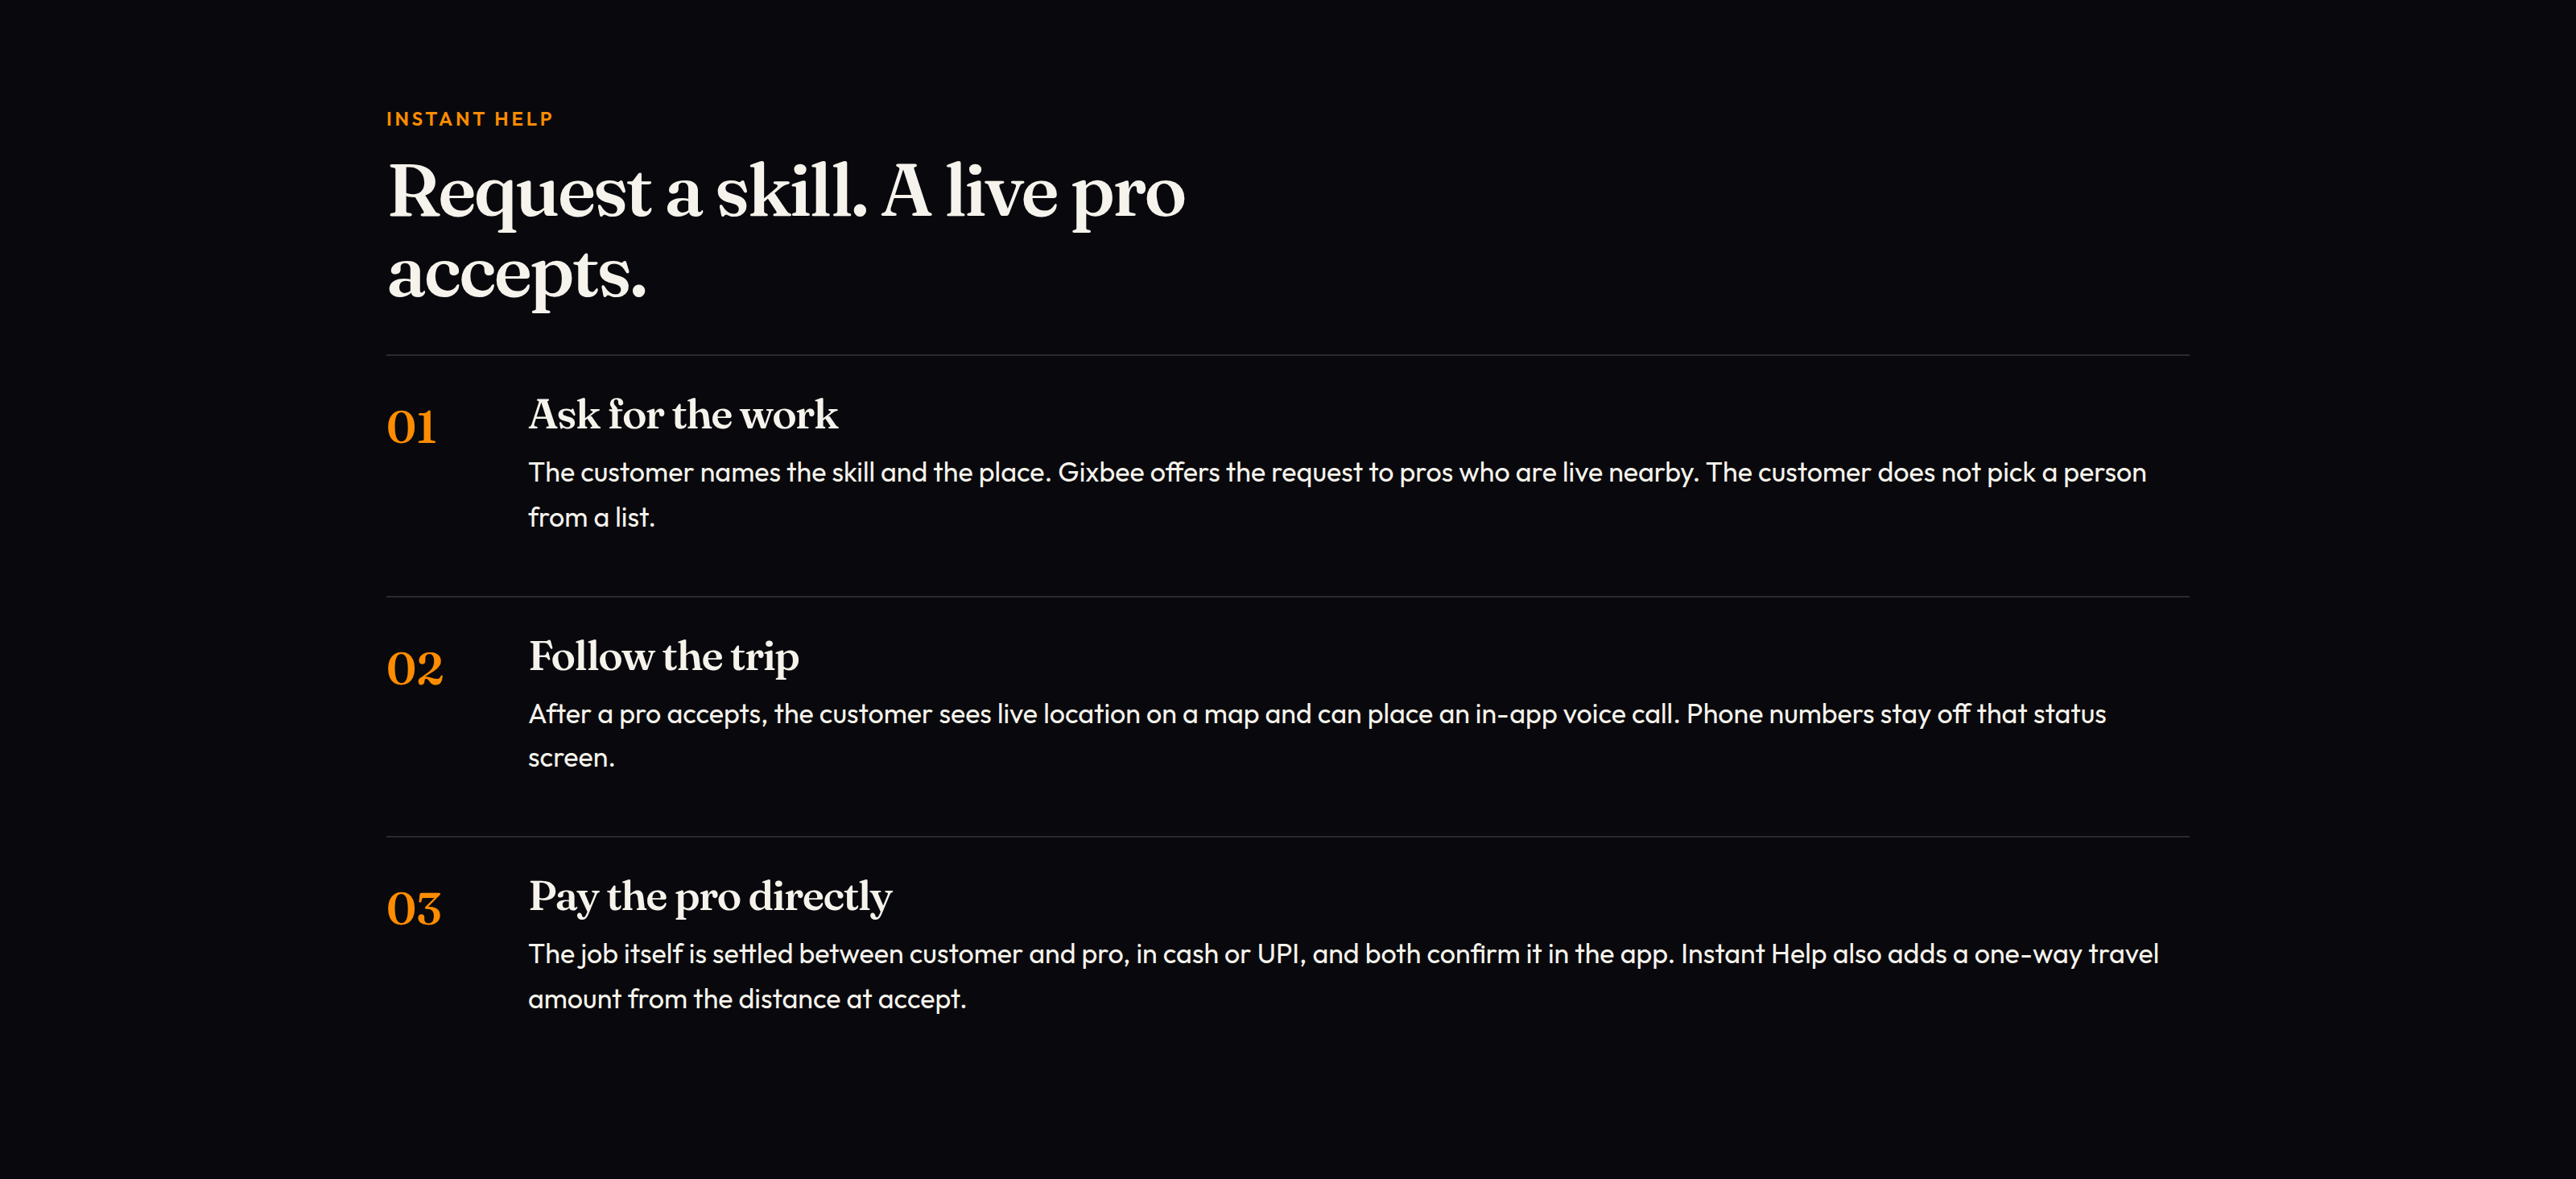 INSTANT HELP
Request a skill. A live pro
accepts.
01
Ask for the work
The customer names the skill and the place. Gixbee offers the request to pros who are live nearby. The customer does not pick a person
from a list.
02
Follow the trip
After a pro accepts, the customer sees live location on a map and can place an in-app voice call. Phone numbers stay off that status
screen.
03
Pay the pro directly
The job itself is settled between customer and pro, in cash or UPI, and both confirm it in the app. Instant Help also adds a one-way travel
amount from the distance at accept.